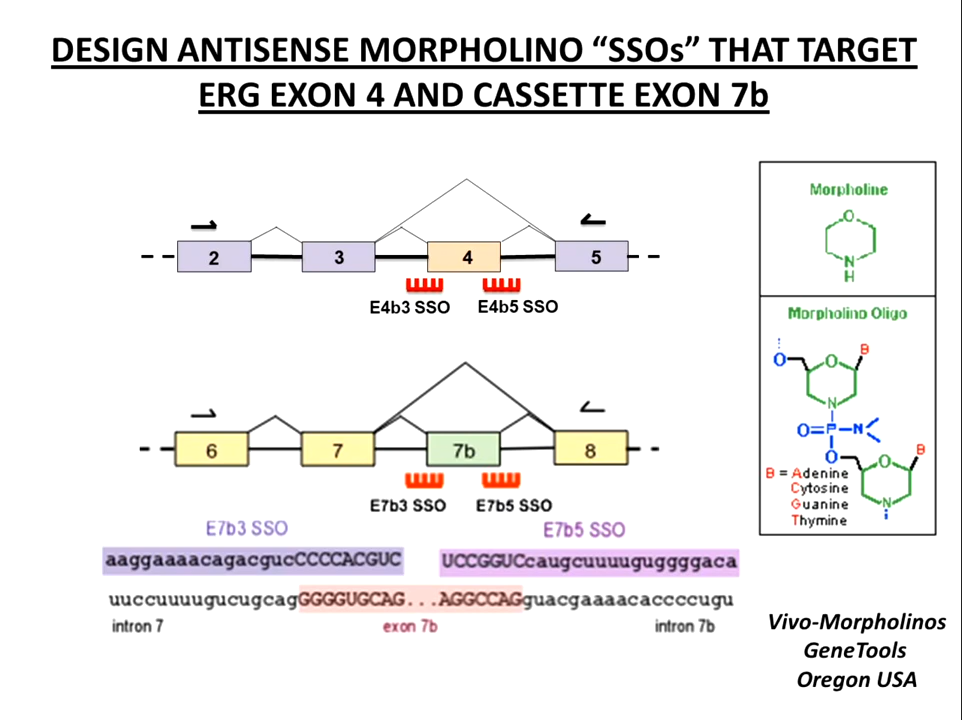 DESIGN ANTISENSE MORPHOLINO “SSOs” THAT TARGET
ERG EXON 4 AND CASSETTE EXON 7b
2
3
4
5
E4b3 SSO
E4b5 SSO
6
7
7b
8
E7b3 SSO
E7b5 SSO
E7b3 SSO
E7b5 SSO
aaggaaaacagacgucCCCCACGUC
UCCGGUCcaugcuuuuguggggaca
uuccuuuugucugcagGGGGUGCAG...AGGCCAGguacgaaaacaccccugu
intron 7
exon 7b
intron 7b
Morpholine
O
N
H
Morpholino Oligo
O
O
B
N
O=P–N
O
O
B
N
B = Adenine
Cytosine
Guanine
Thymine
Vivo-Morpholinos
GeneTools
Oregon USA